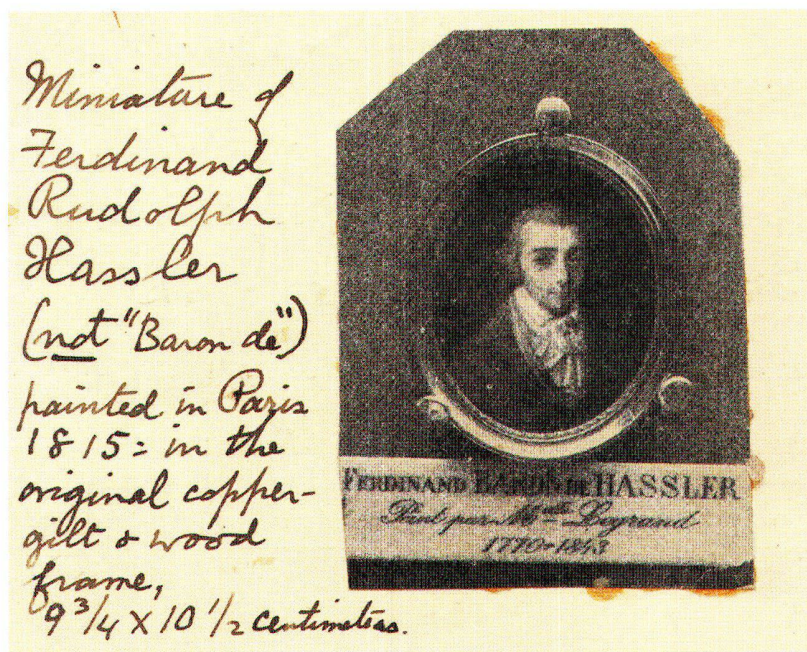 Miniature of
Ferdinand
Rudolph
Hassler
(not "Baron de")
painted in Paris
1815: in the
original copper-
gilt & wood
frame,
9 3/4 X 10 1/2 centimeters.
FERDINAND BARON DE HASSLER
Peint par Mlle Legrand
1770-1843